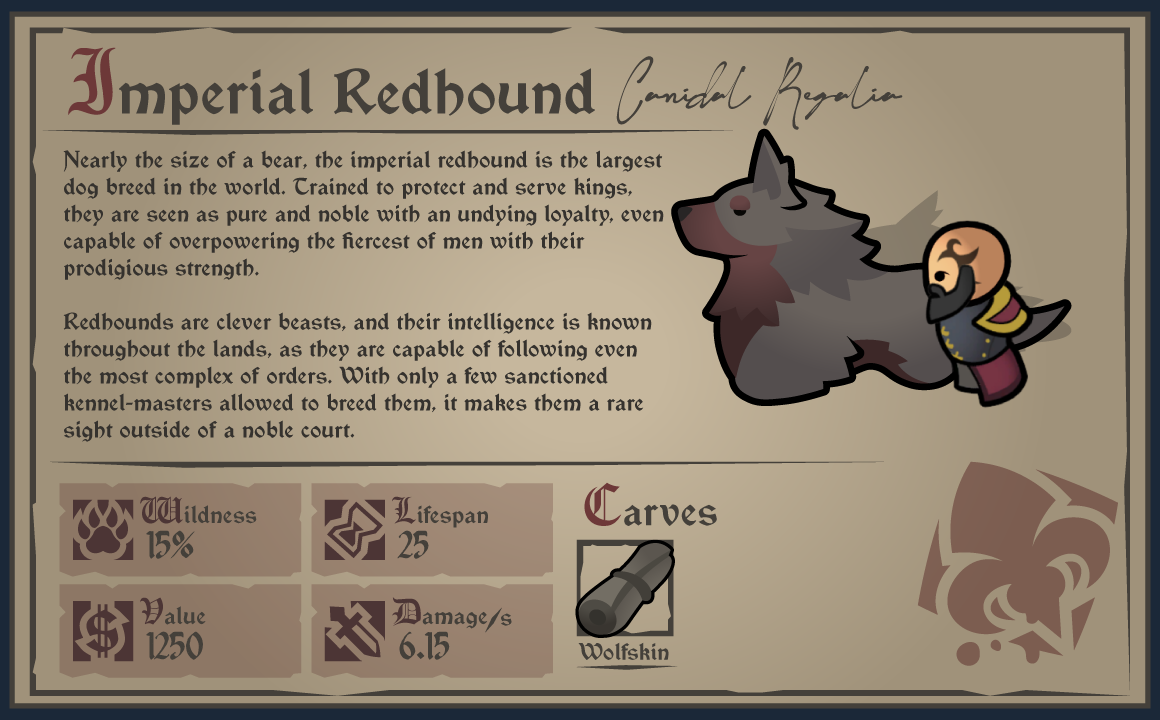 Imperial Redhound Canidal Regalia
Nearly the size of a bear, the imperial redhound is the largest
dog breed in the world. Trained to protect and serve kings,
they are seen as pure and noble with an undying loyalty, even
capable of overpowering the fiercest of men with their
prodigious strength.
Redhounds are clever beasts, and their intelligence is known
throughout the lands, as they are capable of following even
the most complex of orders. With only a few sanctioned
kennel-masters allowed to breed them, it makes them a rare
sight outside of a noble court.
Wildness
15%
Lifespan
25
Value
1250
Damage/s
6.15
Carves
Wolfskin